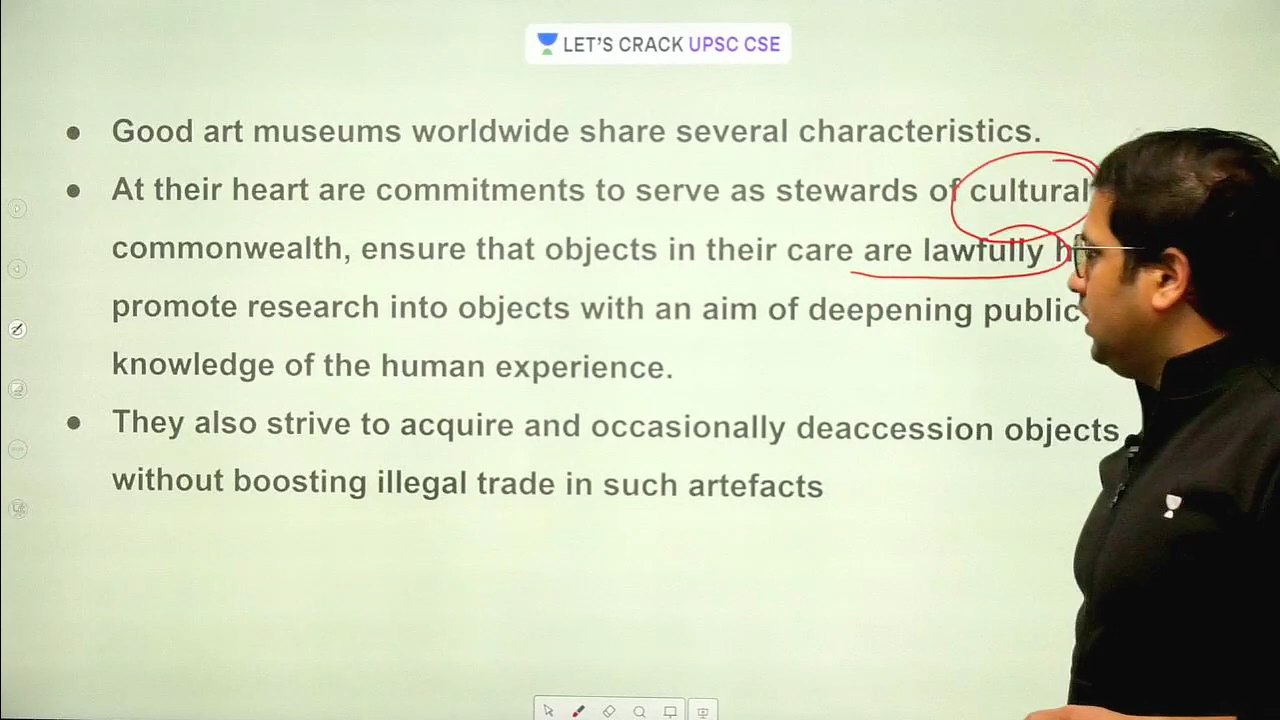 LET'S CRACK UPSC CSE
● Good art museums worldwide share several characteristics.
● At their heart are commitments to serve as stewards of cultural
commonwealth, ensure that objects in their care are lawfully
promote research into objects with an aim of deepening public
knowledge of the human experience.
● They also strive to acquire and occasionally deaccession objects
without boosting illegal trade in such artefacts